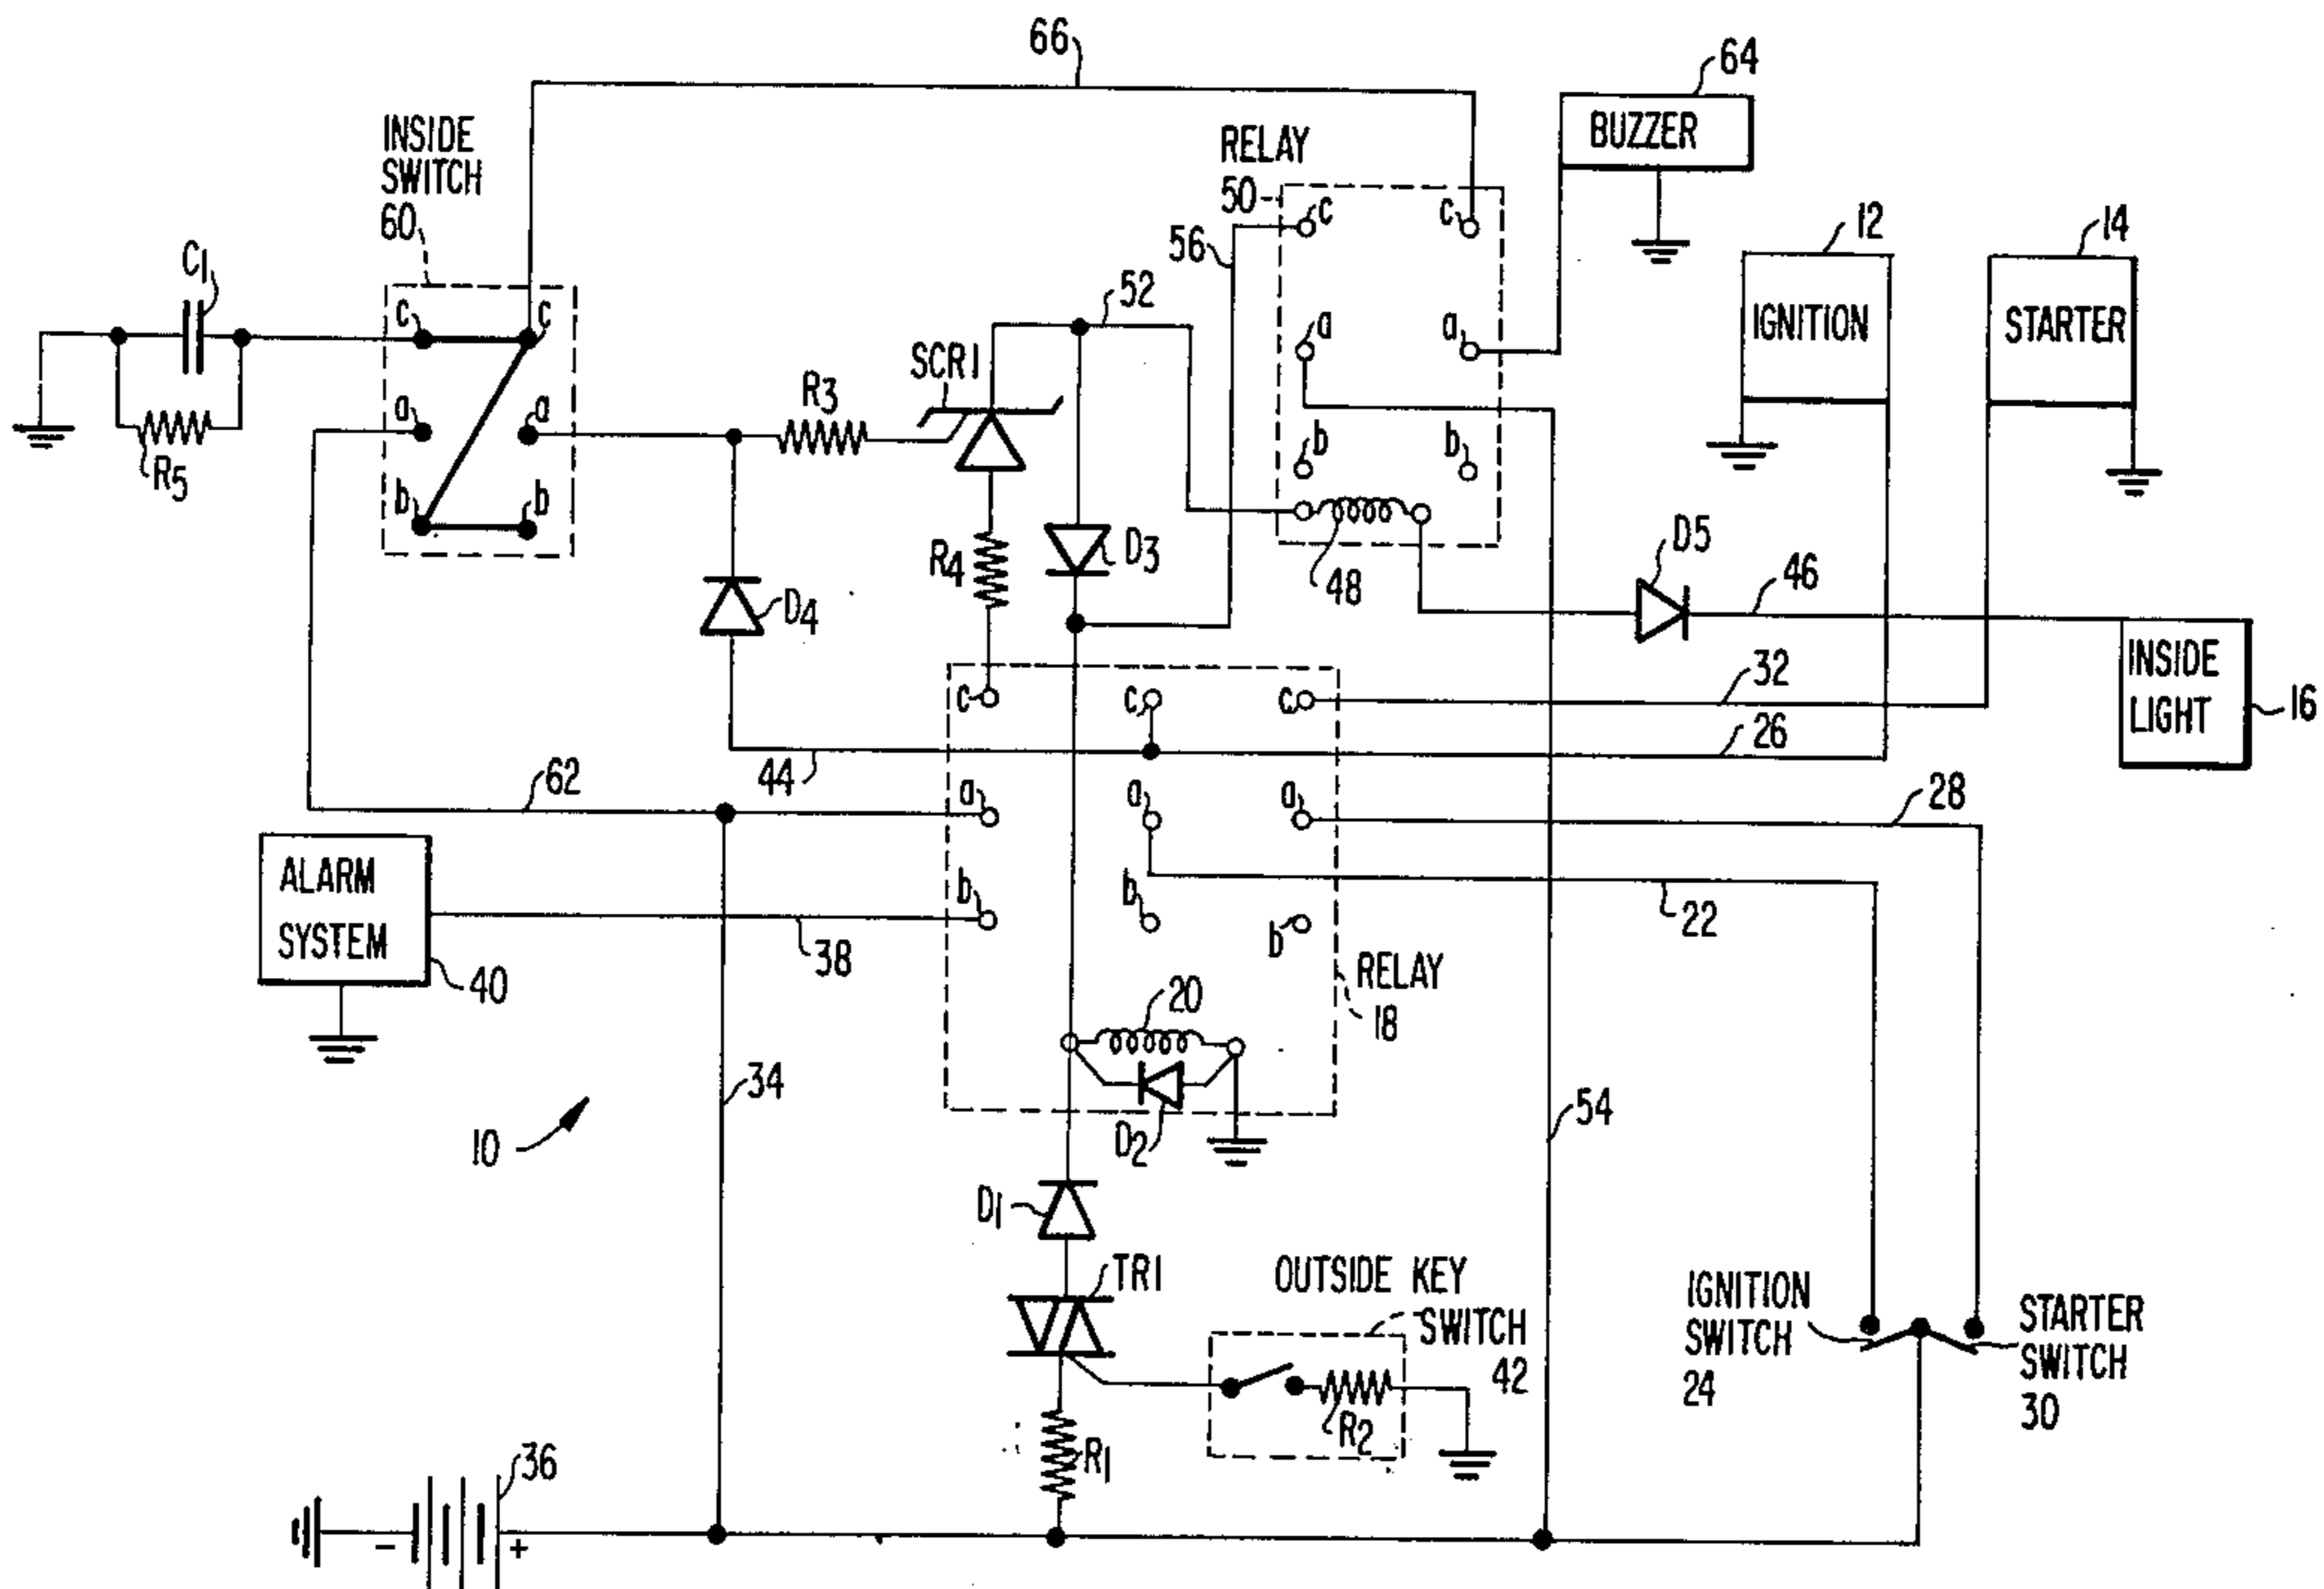 66
64
BUZZER
INSIDE
SWITCH
60
RELAY
50
c
c
12
14
C1
56
52
IGNITION
STARTER
c
c
a
a
SCR1
R3
a
a
b
b
R5
b
b
R4
D3
48
D5
46
D4
INSIDE
LIGHT
16
32
c
c
c
26
44
62
a
a
a
28
ALARM
SYSTEM
40
b
b
b
38
22
RELAY
18
20
34
54
10
D2
D1
TR1
OUTSIDE KEY
SWITCH
42
IGNITION
SWITCH
24
STARTER
SWITCH
30
R2
R1
36
- +